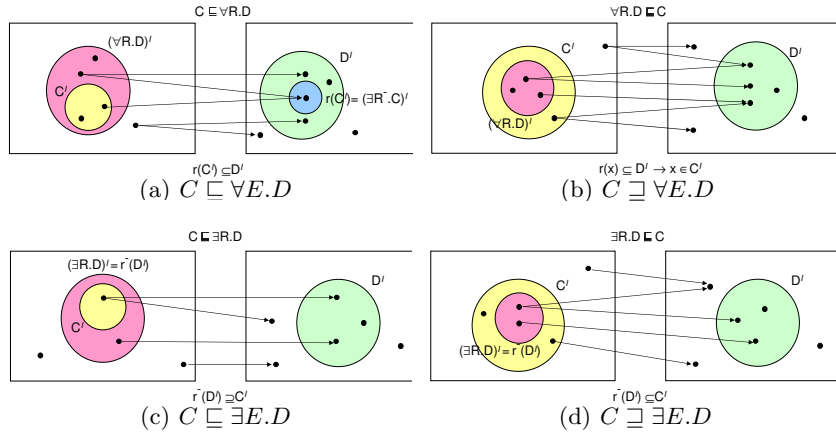 C ⊑ ∀R.D
(∀R.D)ᴵ
Dᴵ
Cᴵ
r(Cᴵ)= (∃R⁻.C)ᴵ
r(Cᴵ) ⊆Dᴵ
(a) C ⊑ ∀E.D
∀R.D ⊑ C
Cᴵ
Dᴵ
(∀R.D)ᴵ
r(x) ⊆ Dᴵ → x ∈ Cᴵ
(b) C ⊒ ∀E.D
C ⊑ ∃R.D
(∃R.D)ᴵ = r⁻(Dᴵ)
Dᴵ
Cᴵ
r⁻(Dᴵ) ⊇Cᴵ
(c) C ⊑ ∃E.D
∃R.D ⊑ C
Cᴵ
Dᴵ
(∃R.D)ᴵ = r⁻(Dᴵ)
r⁻(Dᴵ) ⊆Cᴵ
(d) C ⊒ ∃E.D